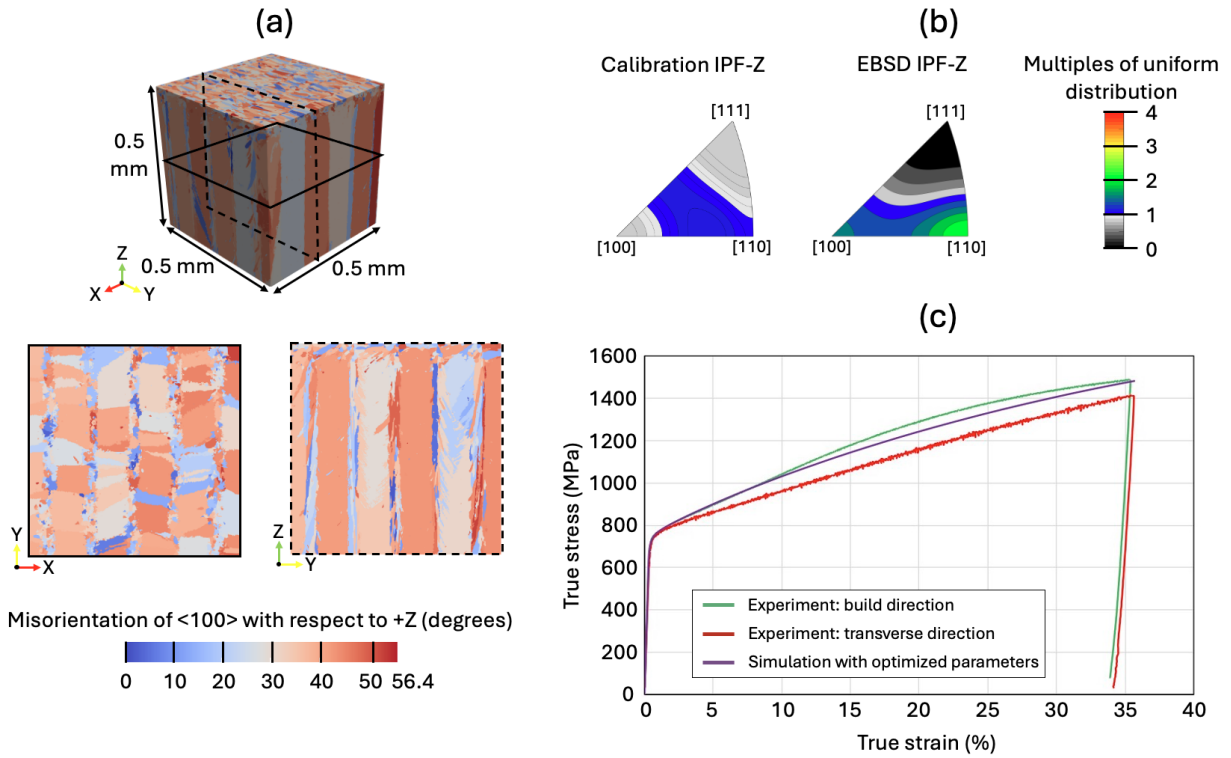 (a)
0.5
mm
0.5 mm
0.5 mm
Z
X
Y
Y
X
Z
Y
Misorientation of <100> with respect to +Z (degrees)
0 10 20 30 40 50 56.4
(b)
Calibration IPF-Z
EBSD IPF-Z
Multiples of uniform
distribution
[111]
[100]
[110]
[111]
[100]
[110]
4
3
2
1
0
(c)
True stress (MPa)
1600
1400
1200
1000
800
600
400
200
0
Experiment: build direction
Experiment: transverse direction
Simulation with optimized parameters
0 5 10 15 20 25 30 35 40
True strain (%)